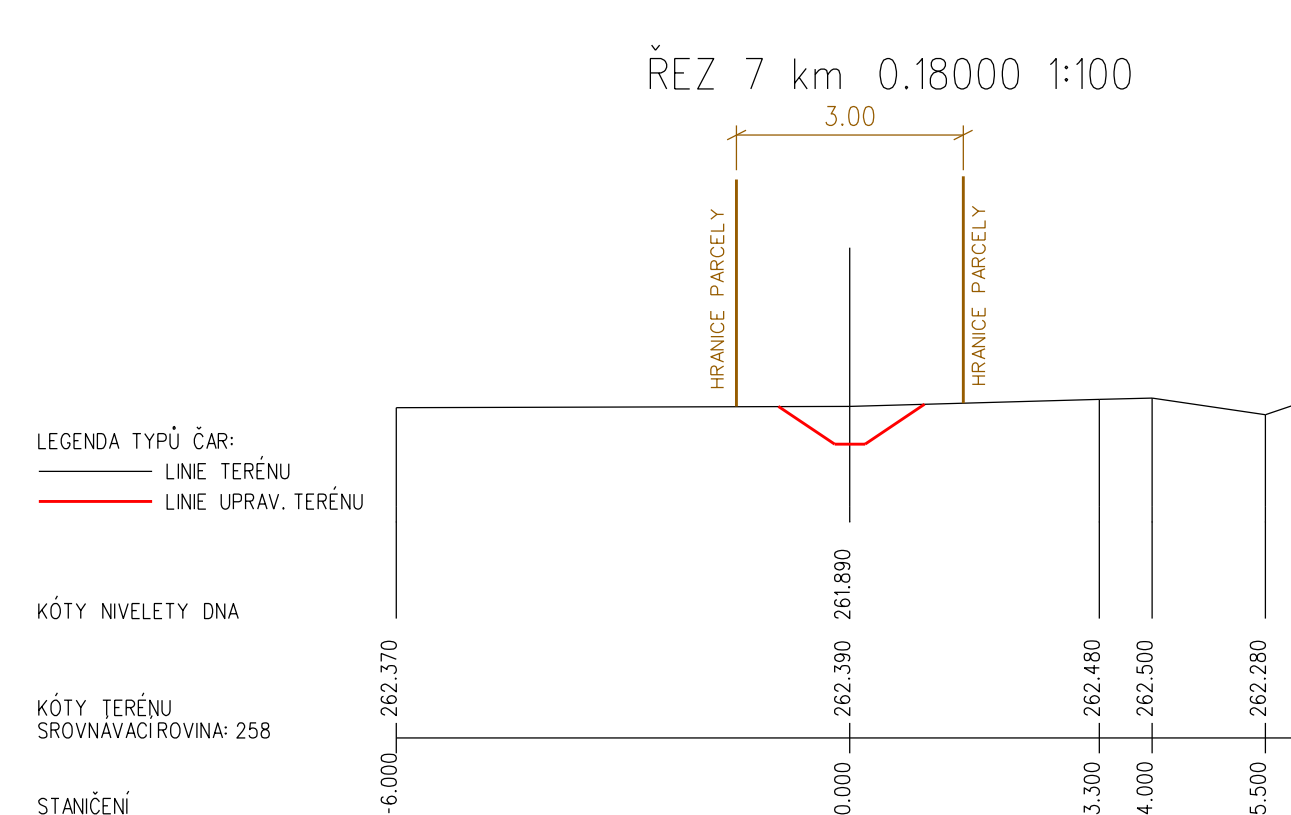 ŘEZ 7 km 0.18000 1:100
3.00
HRANICE PARCELY
HRANICE PARCELY
LEGENDA TYPŮ ČAR:
LINIE TERÉNU
LINIE UPRAV. TERÉNU
KÓTY NIVELETY DNA
261.890
KÓTY TERÉNU
262.370
262.390
262.480
262.500
262.280
SROVNÁVACÍ ROVINA: 258
STANIČENÍ
-6.000
0.000
3.300
4.000
5.500